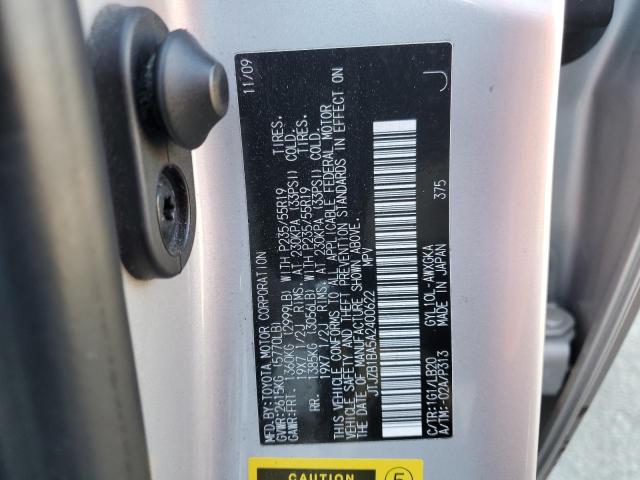 MFD.BY:TOYOTA MOTOR CORPORATION 11/09
GVWR:2615KG (5770LB)
GAWR:FRT. 1360KG (2999LB) WITH P235/55R19 TIRES.
19X7 1/2J RIMS. AT 230KPA (33PSI) COLD.
RR. 1385KG (3056LB) WITH P235/55R19 TIRES.
19X7 1/2J RIMS. AT 230KPA (33PSI) COLD.
THIS VEHICLE CONFORMS TO ALL APPLICABLE FEDERAL MOTOR
VEHICLE SAFETY AND THEFT PREVENTION STANDARDS IN EFFECT ON
THE DATE OF MANUFACTURE SHOWN ABOVE.
JTJZB1BA5A2400622 MPV
C/TR:1G1/LB20 GYL10L-AWXGKA
A/TM:-02A/P313 MADE IN JAPAN 375
J
CAUTION